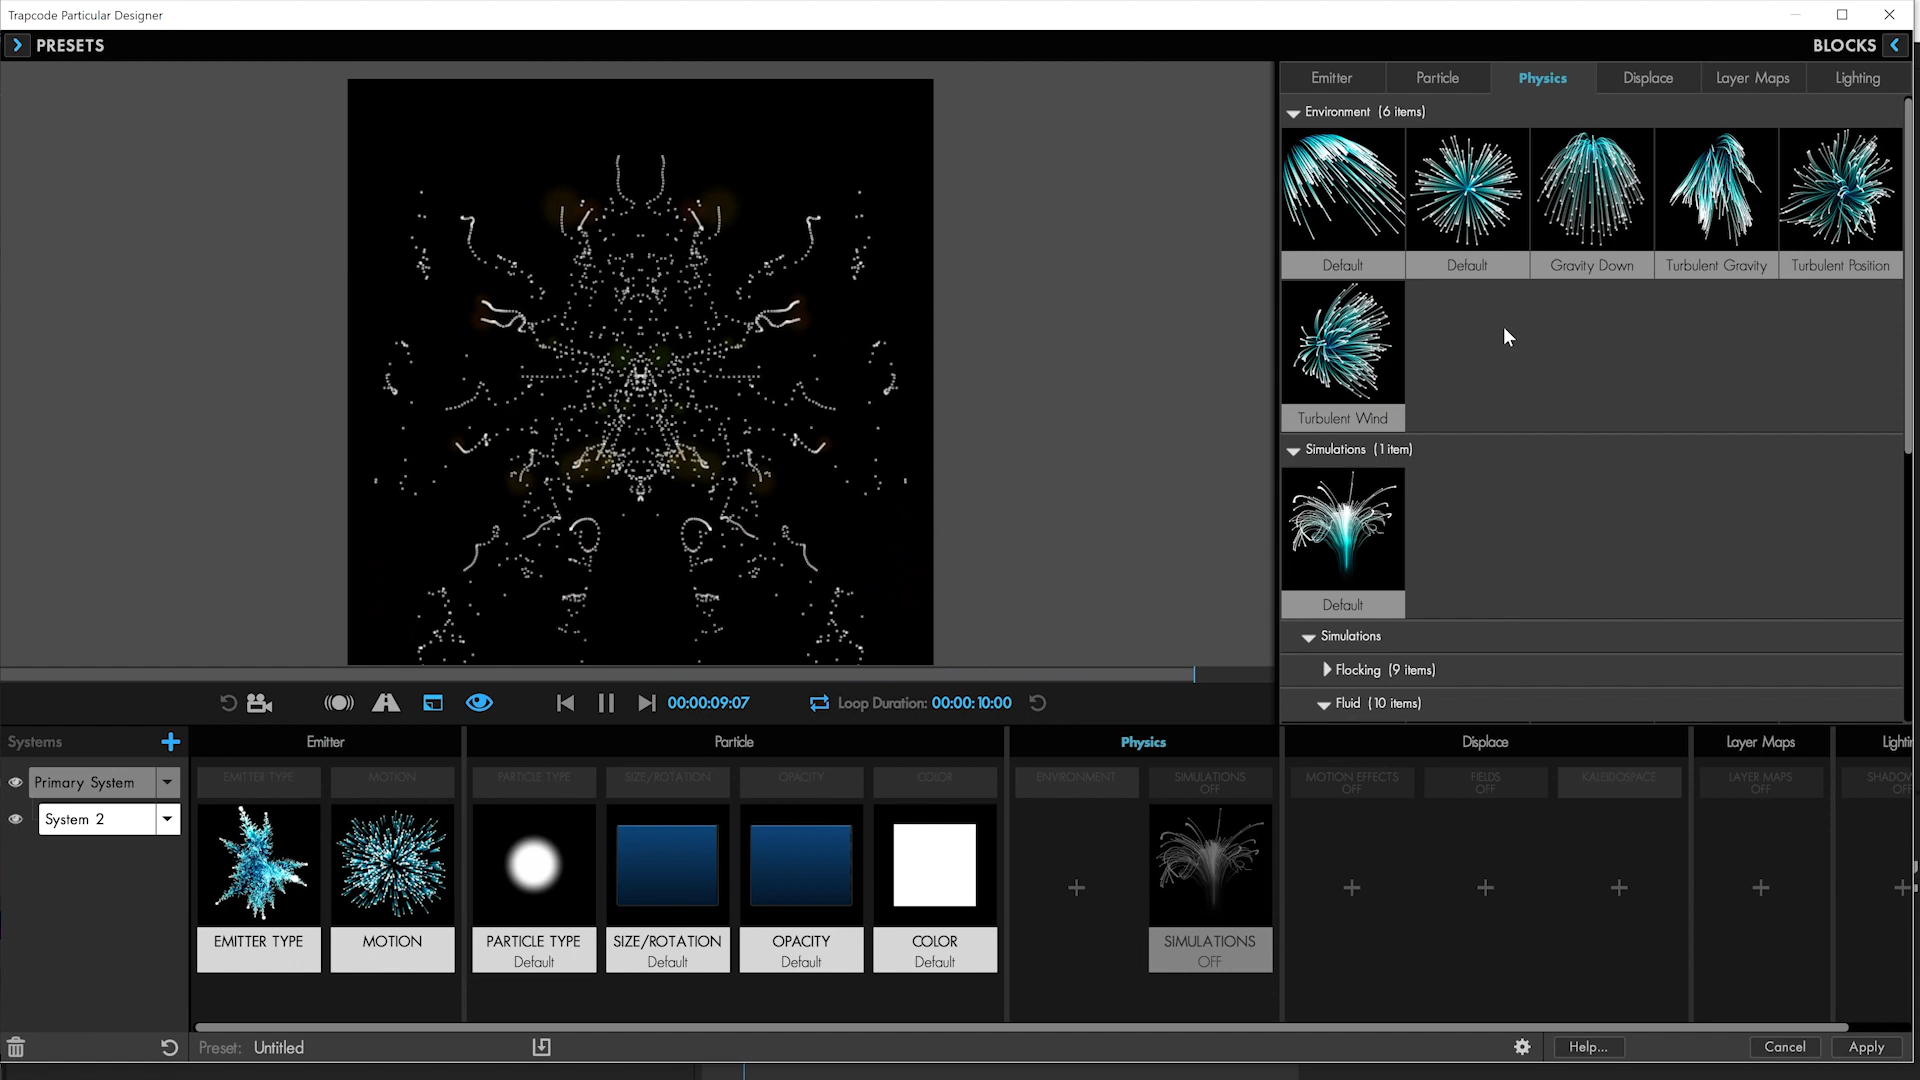 Trapcode Particular Designer
PRESETS
BLOCKS
Emitter
Particle
Physics
Displace
Layer Maps
Lighting
Environment (6 items)
Default
Default
Gravity Down
Turbulent Gravity
Turbulent Position
Turbulent Wind
Simulations (1 item)
Default
Simulations
Flocking (9 items)
Fluid (10 items)
00:00:09:07
Loop Duration: 00:00:10:00
Systems
Emitter
Particle
Physics
Displace
Layer Maps
Lightin
Primary System
System 2
EMITTER TYPE
MOTION
PARTICLE TYPE
SIZE/ROTATION
OPACITY
COLOR
ENVIRONMENT
SIMULATIONS
OFF
MOTION EFFECTS
OFF
FIELDS
OFF
KALEIDOSPACE
LAYER MAPS
OFF
SHADOW
OFF
EMITTER TYPE
MOTION
PARTICLE TYPE
Default
SIZE/ROTATION
Default
OPACITY
Default
COLOR
Default
SIMULATIONS
OFF
Preset: Untitled
Help...
Cancel
Apply